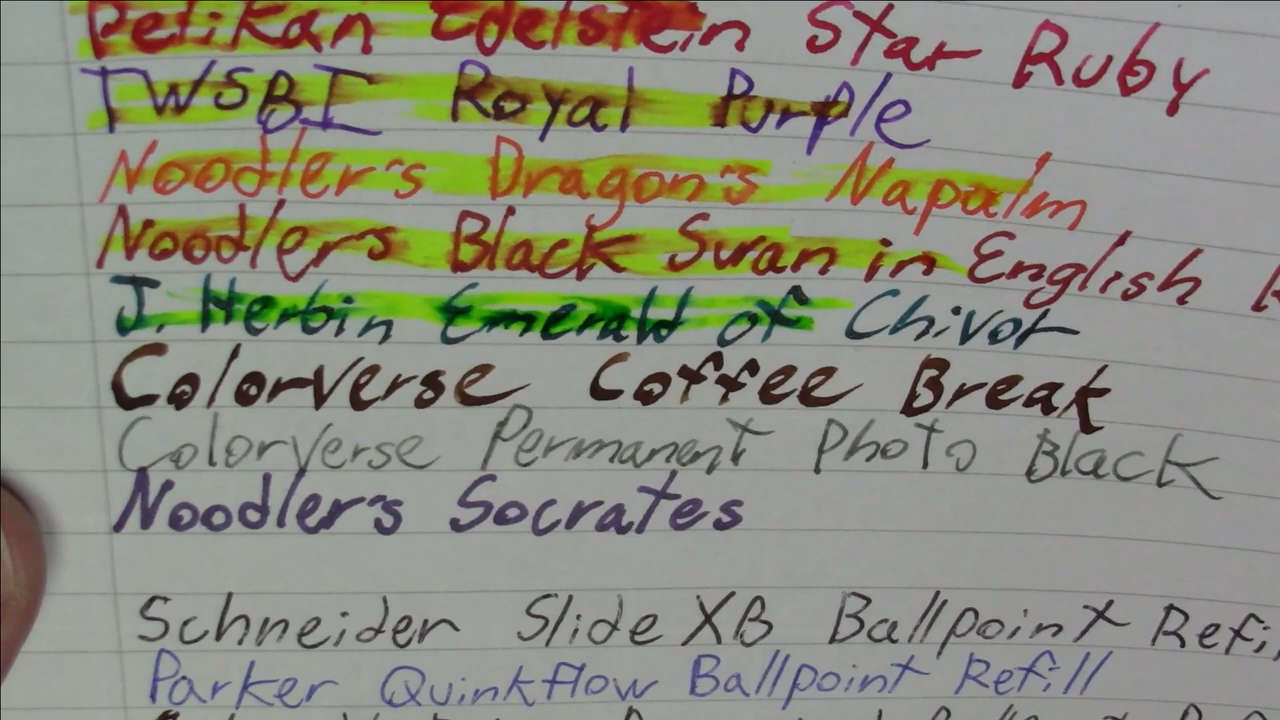 Pelikan Edelstein Star Ruby
TWSBI Royal Purple
Noodler's Dragon's Napalm
Noodlers Black Swan in English
J. Herbin Emerald of Chivor
Colorverse Coffee Break
Colorverse Permanent Photo Black
Noodler's Socrates
Schneider Slide XB Ballpoint Refi
Parker Quinkflow Ballpoint Refill